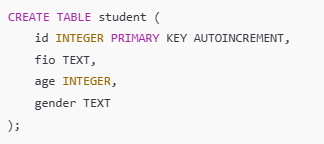 CREATE TABLE student (
    id INTEGER PRIMARY KEY AUTOINCREMENT,
    fio TEXT,
    age INTEGER,
    gender TEXT
);